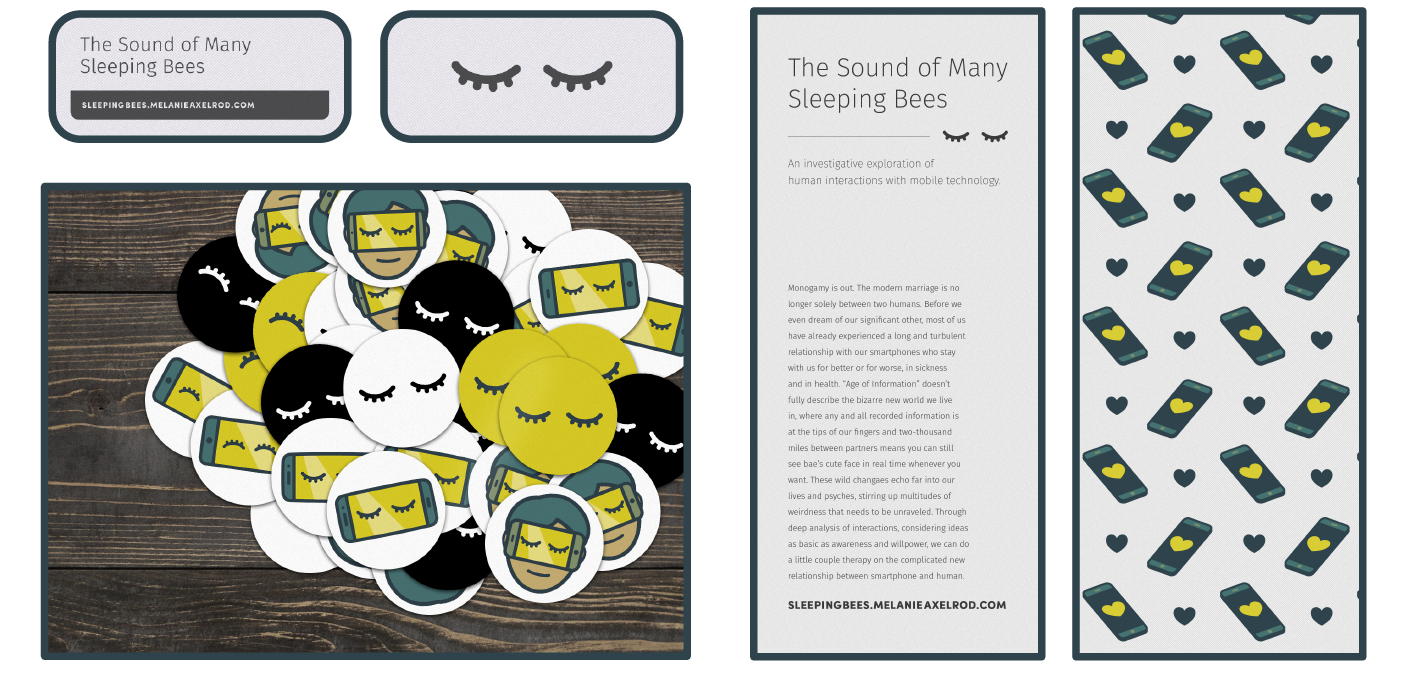 The Sound of Many
Sleeping Bees
SLEEPINGBEES.MELANIEAXELROD.COM
The Sound of Many
Sleeping Bees
An investigative exploration of
human interactions with mobile technology.
Monogamy is out. The modern marriage is no
longer solely between two humans. Before we
even dream of our significant other, most of us
have already experienced a long and turbulent
relationship with our smartphones who stay
with us for better or for worse, in sickness
and in health. “Age of Information” doesn’t
fully describe the bizarre new world we live
in, where any and all recorded information is
at the tips of our fingers and two-thousand
miles between partners means you can still
see bae’s cute face in real time whenever you
want. These wild changaes echo far into our
lives and psyches, stirring up multitudes of
weirdness that needs to be unraveled. Through
deep analysis of interactions, considering ideas
as basic as awareness and willpower, we can do
a little couple therapy on the complicated new
relationship between smartphone and human.
SLEEPINGBEES.MELANIEAXELROD.COM